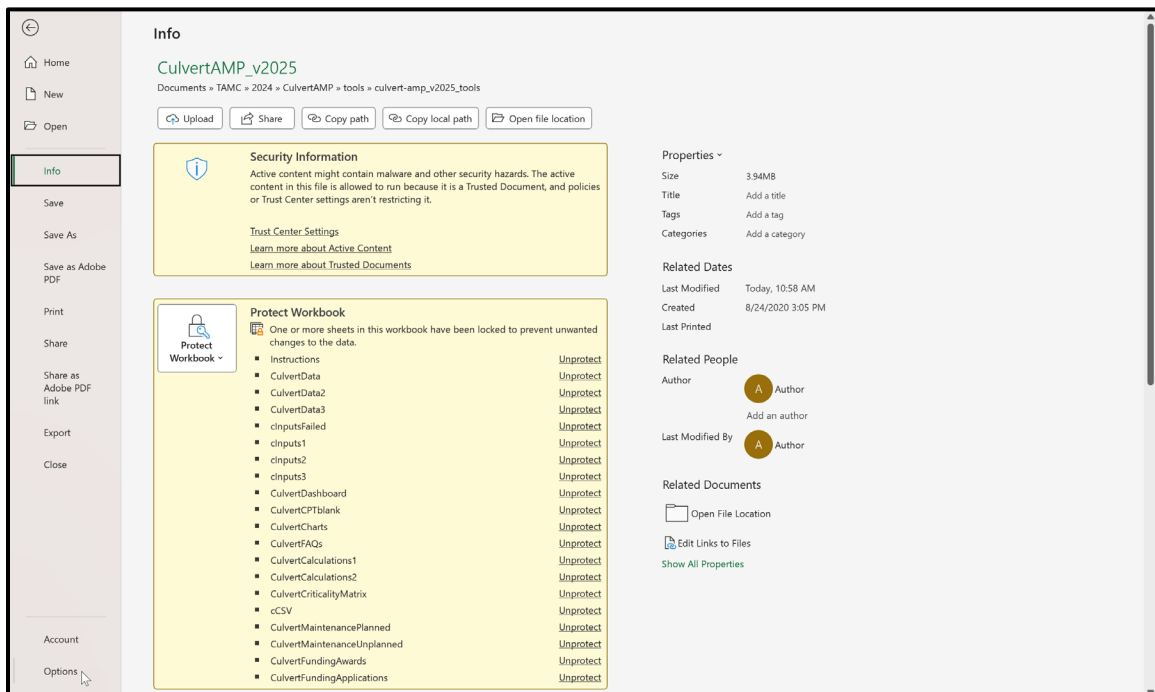 Info
Home
New
Open
Info
Save
Save As
Save as Adobe
PDF
Print
Share
Share as
Adobe PDF
link
Export
Close
Account
Options
CulvertAMP_v2025
Documents » TAMC » 2024 » CulvertAMP » tools » culvert-amp_v2025_tools
Upload Share Copy path Copy local path Open file location
Security Information
Active content might contain malware and other security hazards. The active
content in this file is allowed to run because it is a Trusted Document, and policies
or Trust Center settings aren't restricting it.
Trust Center Settings
Learn more about Active Content
Learn more about Trusted Documents
Protect
Workbook
Protect Workbook
One or more sheets in this workbook have been locked to prevent unwanted
changes to the data.
Instructions Unprotect
CulvertData Unprotect
CulvertData2 Unprotect
CulvertData3 Unprotect
cInputsFailed Unprotect
cInputs1 Unprotect
cInputs2 Unprotect
cInputs3 Unprotect
CulvertDashboard Unprotect
CulvertCPTblank Unprotect
CulvertCharts Unprotect
CulvertFAQs Unprotect
CulvertCalculations1 Unprotect
CulvertCalculations2 Unprotect
CulvertCriticalityMatrix Unprotect
cCSV Unprotect
CulvertMaintenancePlanned Unprotect
CulvertMaintenanceUnplanned Unprotect
CulvertFundingAwards Unprotect
CulvertFundingApplications Unprotect
Properties
Size 3.94MB
Title Add a title
Tags Add a tag
Categories Add a category
Related Dates
Last Modified Today, 10:58 AM
Created 8/24/2020 3:05 PM
Last Printed
Related People
Author A Author
Add an author
Last Modified By A Author
Related Documents
Open File Location
Edit Links to Files
Show All Properties